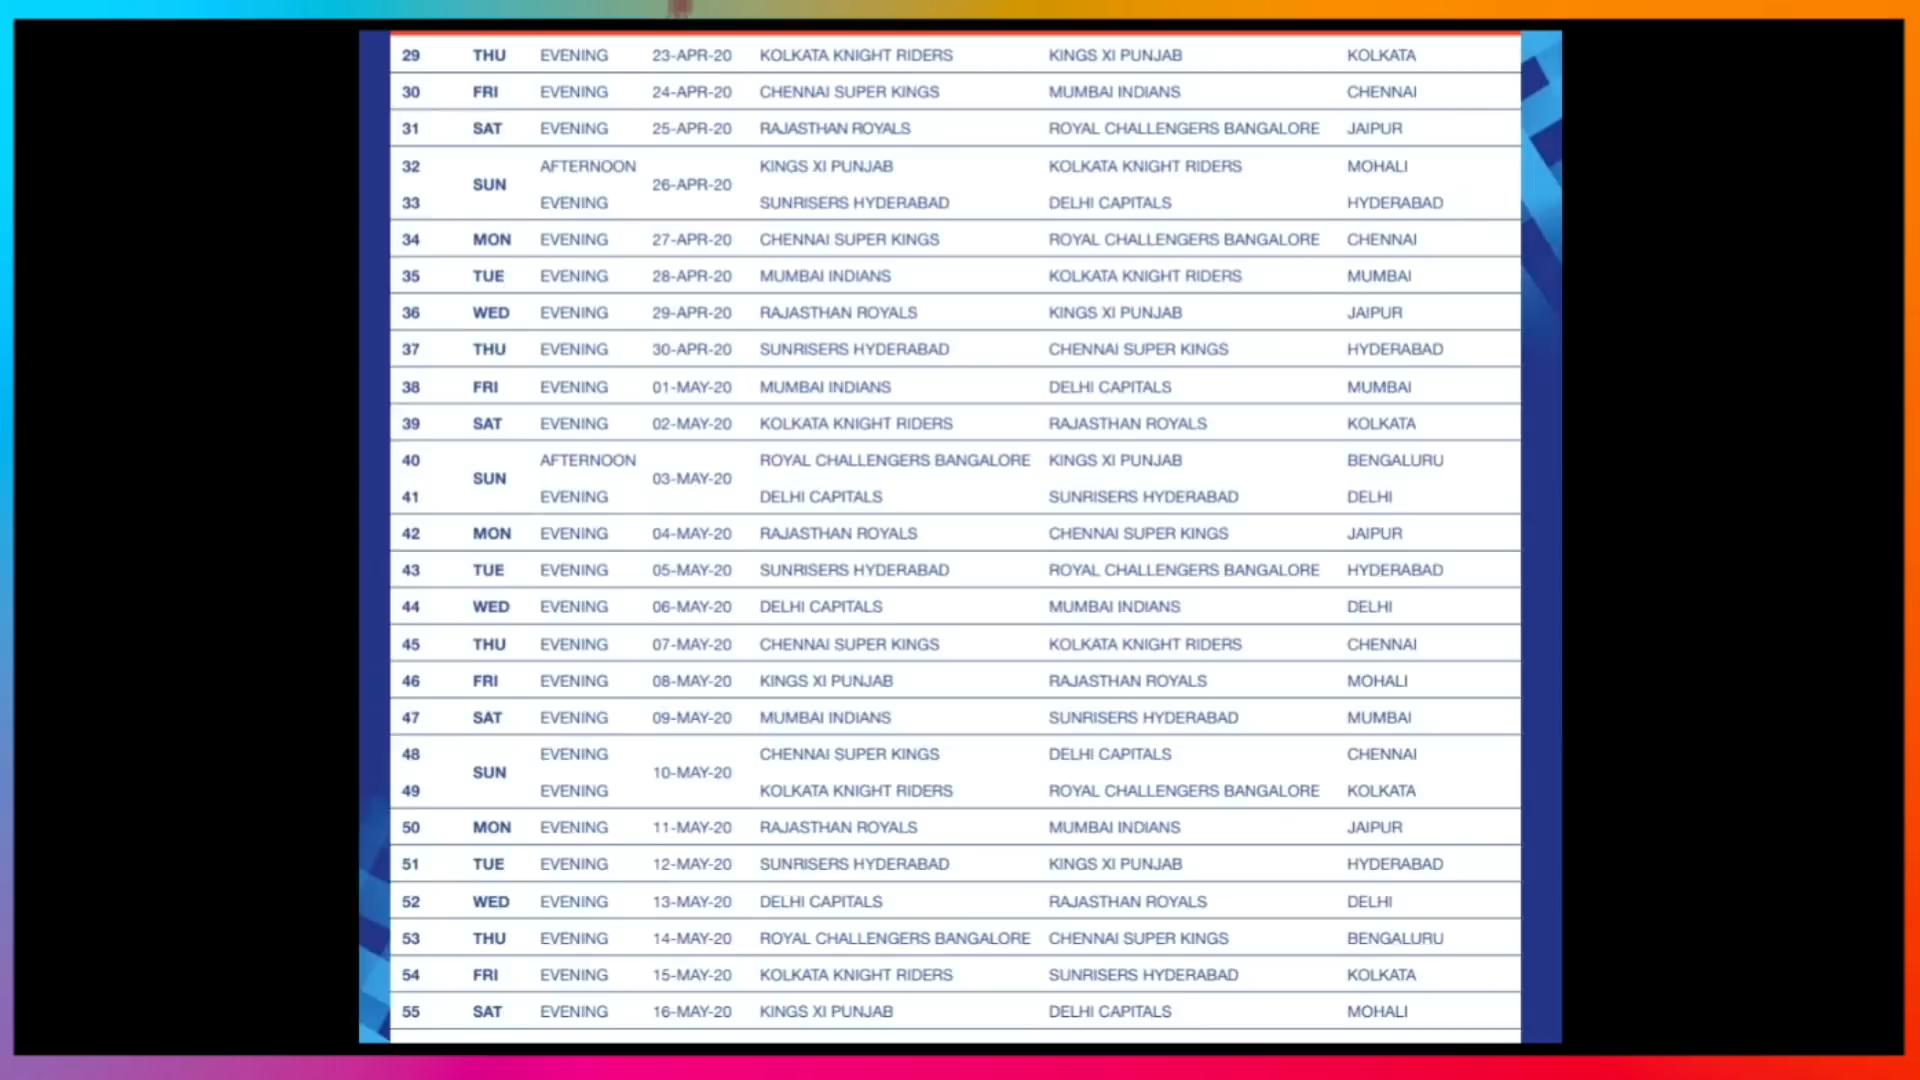 29 THU EVENING 23-APR-20 KOLKATA KNIGHT RIDERS KINGS XI PUNJAB KOLKATA
30 FRI EVENING 24-APR-20 CHENNAI SUPER KINGS MUMBAI INDIANS CHENNAI
31 SAT EVENING 25-APR-20 RAJASTHAN ROYALS ROYAL CHALLENGERS BANGALORE JAIPUR
32 AFTERNOON KINGS XI PUNJAB KOLKATA KNIGHT RIDERS MOHALI
SUN 26-APR-20
33 EVENING SUNRISERS HYDERABAD DELHI CAPITALS HYDERABAD
34 MON EVENING 27-APR-20 CHENNAI SUPER KINGS ROYAL CHALLENGERS BANGALORE CHENNAI
35 TUE EVENING 28-APR-20 MUMBAI INDIANS KOLKATA KNIGHT RIDERS MUMBAI
36 WED EVENING 29-APR-20 RAJASTHAN ROYALS KINGS XI PUNJAB JAIPUR
37 THU EVENING 30-APR-20 SUNRISERS HYDERABAD CHENNAI SUPER KINGS HYDERABAD
38 FRI EVENING 01-MAY-20 MUMBAI INDIANS DELHI CAPITALS MUMBAI
39 SAT EVENING 02-MAY-20 KOLKATA KNIGHT RIDERS RAJASTHAN ROYALS KOLKATA
40 AFTERNOON ROYAL CHALLENGERS BANGALORE KINGS XI PUNJAB BENGALURU
SUN 03-MAY-20
41 EVENING DELHI CAPITALS SUNRISERS HYDERABAD DELHI
42 MON EVENING 04-MAY-20 RAJASTHAN ROYALS CHENNAI SUPER KINGS JAIPUR
43 TUE EVENING 05-MAY-20 SUNRISERS HYDERABAD ROYAL CHALLENGERS BANGALORE HYDERABAD
44 WED EVENING 06-MAY-20 DELHI CAPITALS MUMBAI INDIANS DELHI
45 THU EVENING 07-MAY-20 CHENNAI SUPER KINGS KOLKATA KNIGHT RIDERS CHENNAI
46 FRI EVENING 08-MAY-20 KINGS XI PUNJAB RAJASTHAN ROYALS MOHALI
47 SAT EVENING 09-MAY-20 MUMBAI INDIANS SUNRISERS HYDERABAD MUMBAI
48 EVENING CHENNAI SUPER KINGS DELHI CAPITALS CHENNAI
SUN 10-MAY-20
49 EVENING KOLKATA KNIGHT RIDERS ROYAL CHALLENGERS BANGALORE KOLKATA
50 MON EVENING 11-MAY-20 RAJASTHAN ROYALS MUMBAI INDIANS JAIPUR
51 TUE EVENING 12-MAY-20 SUNRISERS HYDERABAD KINGS XI PUNJAB HYDERABAD
52 WED EVENING 13-MAY-20 DELHI CAPITALS RAJASTHAN ROYALS DELHI
53 THU EVENING 14-MAY-20 ROYAL CHALLENGERS BANGALORE CHENNAI SUPER KINGS BENGALURU
54 FRI EVENING 15-MAY-20 KOLKATA KNIGHT RIDERS SUNRISERS HYDERABAD KOLKATA
55 SAT EVENING 16-MAY-20 KINGS XI PUNJAB DELHI CAPITALS MOHALI